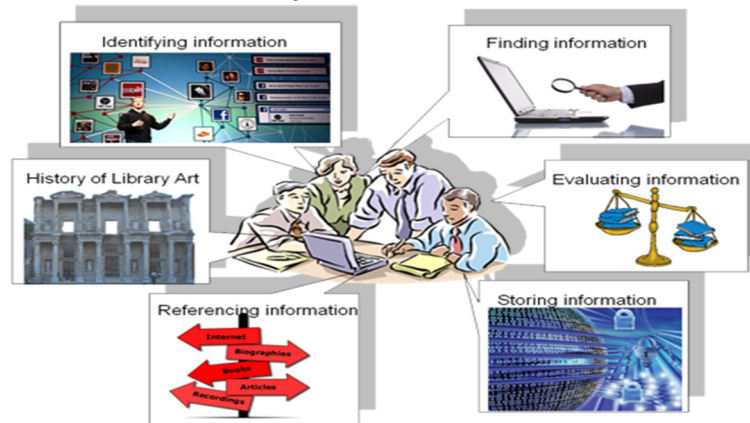 Identifying information
Finding information
History of Library Art
Evaluating information
Referencing information
Internet
Biographies
Books
Articles
Recordings
Storing information